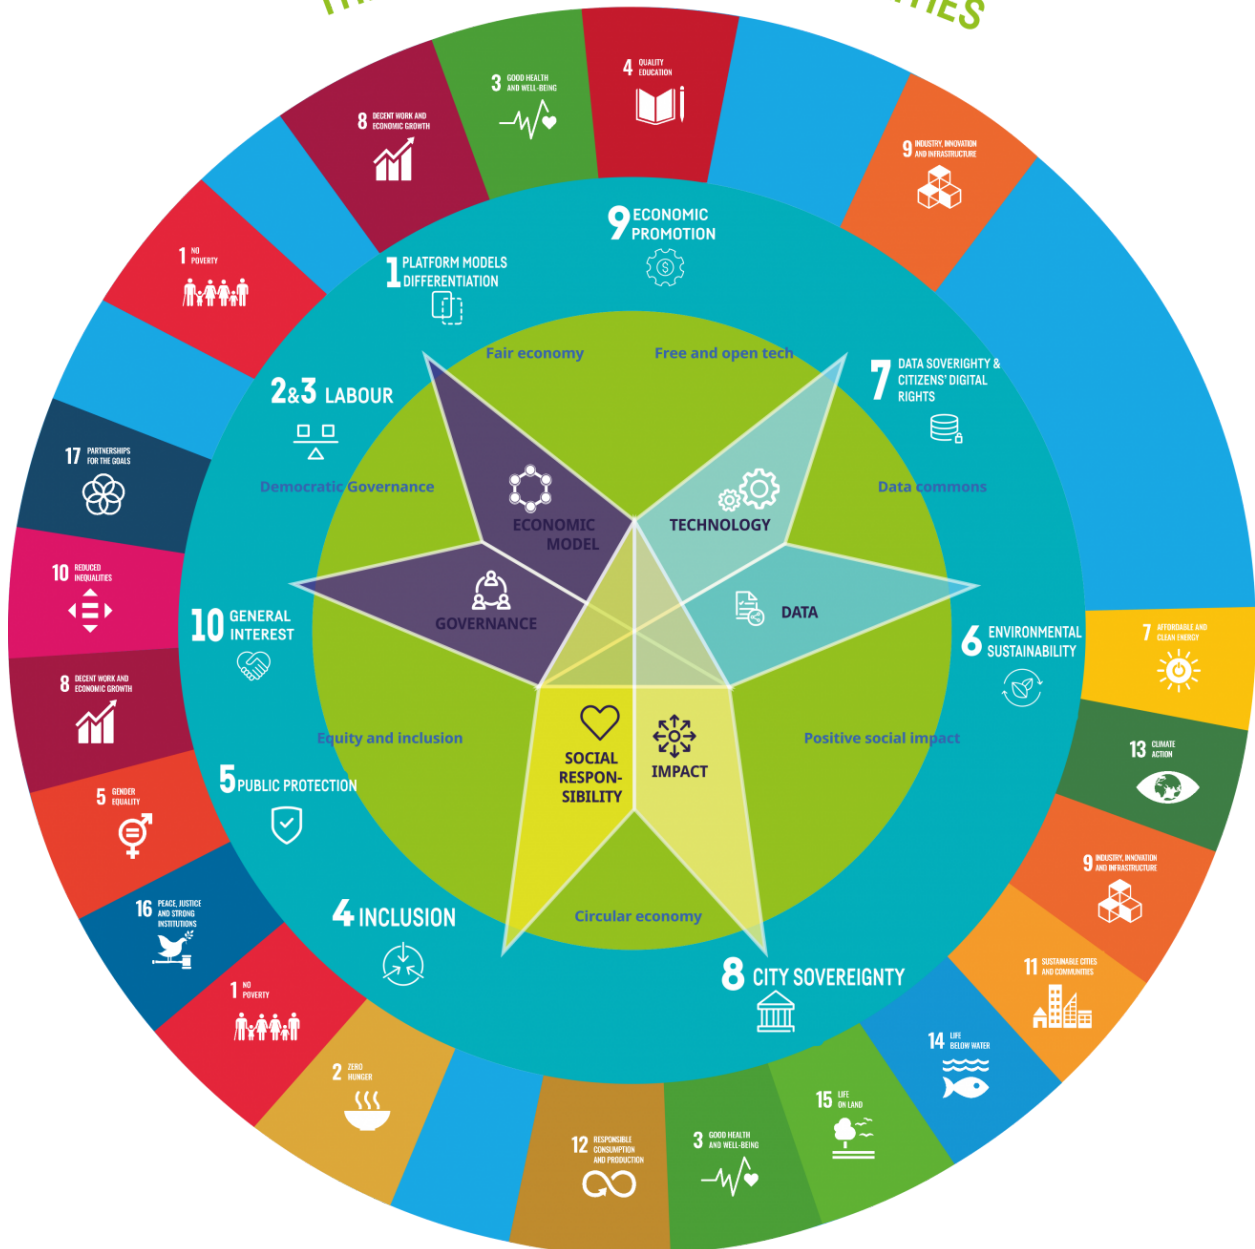 TIES
4 QUALITY
EDUCATION
3 GOOD HEALTH
AND WELL-BEING
8 DECENT WORK AND
ECONOMIC GROWTH
9 INDUSTRY, INNOVATION
AND INFRASTRUCTURE
1 NO
POVERTY
17 PARTNERSHIPS
FOR THE GOALS
10 REDUCED
INEQUALITIES
8 DECENT WORK AND
ECONOMIC GROWTH
5 GENDER
EQUALITY
16 PEACE, JUSTICE
AND STRONG
INSTITUTIONS
1 NO
POVERTY
2 ZERO
HUNGER
12 RESPONSIBLE
CONSUMPTION
AND PRODUCTION
3 GOOD HEALTH
AND WELL-BEING
15 LIFE
ON LAND
14 LIFE
BELOW WATER
11 SUSTAINABLE CITIES
AND COMMUNITIES
9 INDUSTRY, INNOVATION
AND INFRASTRUCTURE
13 CLIMATE
ACTION
7 AFFORDABLE AND
CLEAN ENERGY
9 ECONOMIC
PROMOTION
1 PLATFORM MODELS
DIFFERENTIATION
2&3 LABOUR
7 DATA SOVERIGHTY &
CITIZENS' DIGITAL
RIGHTS
10 GENERAL
INTEREST
6 ENVIRONMENTAL
SUSTAINABILITY
5 PUBLIC PROTECTION
4 INCLUSION
8 CITY SOVEREIGNTY
Fair economy
Free and open tech
Democratic Governance
Data commons
Equity and inclusion
Positive social impact
Circular economy
ECONOMIC
MODEL
TECHNOLOGY
GOVERNANCE
DATA
SOCIAL
RESPON-
SIBILITY
IMPACT